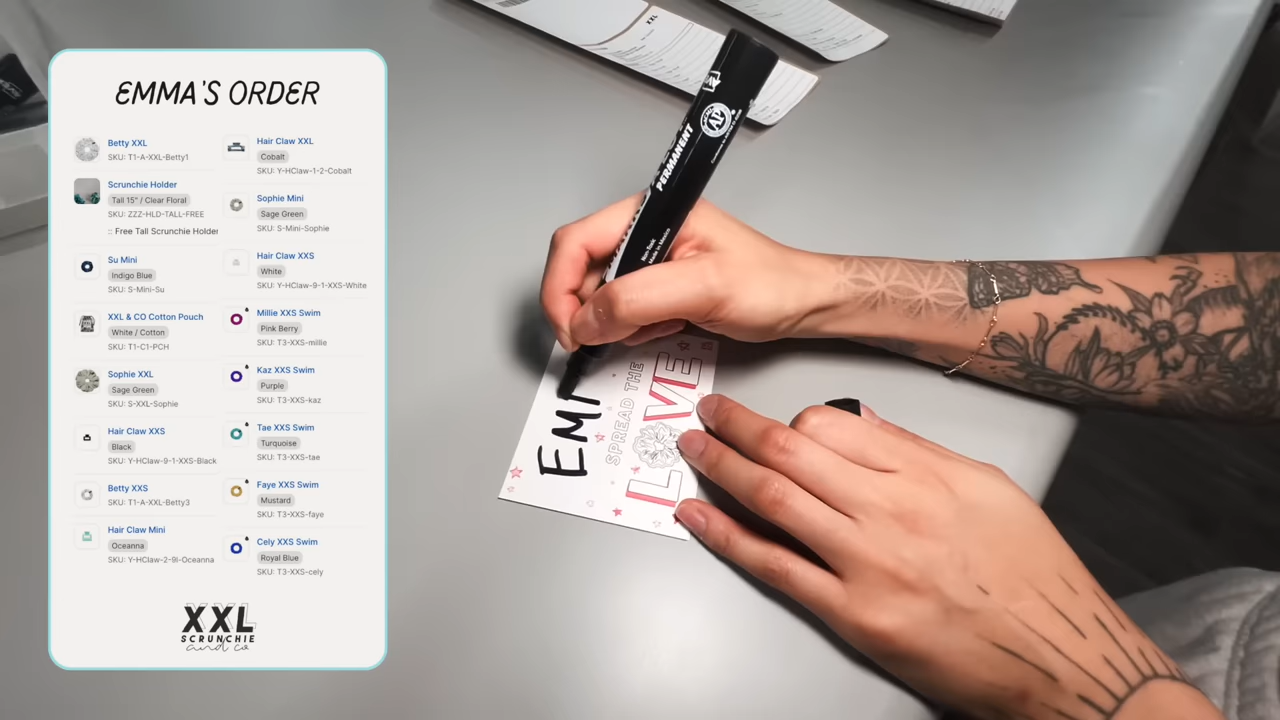 EMMA'S ORDER
Betty XXL
SKU: T1-A-XXL-Betty1
Scrunchie Holder
Tall 15" / Clear Floral
SKU: ZZZ-HLD-TALL-FREE
:: Free Tall Scrunchie Holder
Su Mini
Indigo Blue
SKU: S-Mini-Su
XXL & CO Cotton Pouch
White / Cotton
SKU: T1-C1-PCH
Sophie XXL
Sage Green
SKU: S-XXL-Sophie
Hair Claw XXS
Black
SKU: Y-HClaw-9-1-XXS-Black
Betty XXS
SKU: T1-A-XXL-Betty3
Hair Claw Mini
Oceanna
SKU: Y-HClaw-2-9l-Oceanna
Hair Claw XXL
Cobalt
SKU: Y-HClaw-1-2-Cobalt
Sophie Mini
Sage Green
SKU: S-Mini-Sophie
Hair Claw XXS
White
SKU: Y-HClaw-9-1-XXS-White
Millie XXS Swim
Pink Berry
SKU: T3-XXS-millie
Kaz XXS Swim
Purple
SKU: T3-XXS-kaz
Tae XXS Swim
Turquoise
SKU: T3-XXS-tae
Faye XXS Swim
Mustard
SKU: T3-XXS-faye
Cely XXS Swim
Royal Blue
SKU: T3-XXS-cely
XXL
SCRUNCHIE
and co
XXL
PERMANENT
AP
Non-Toxic
Made in Mexico
EM
SPREAD THE
LOVE